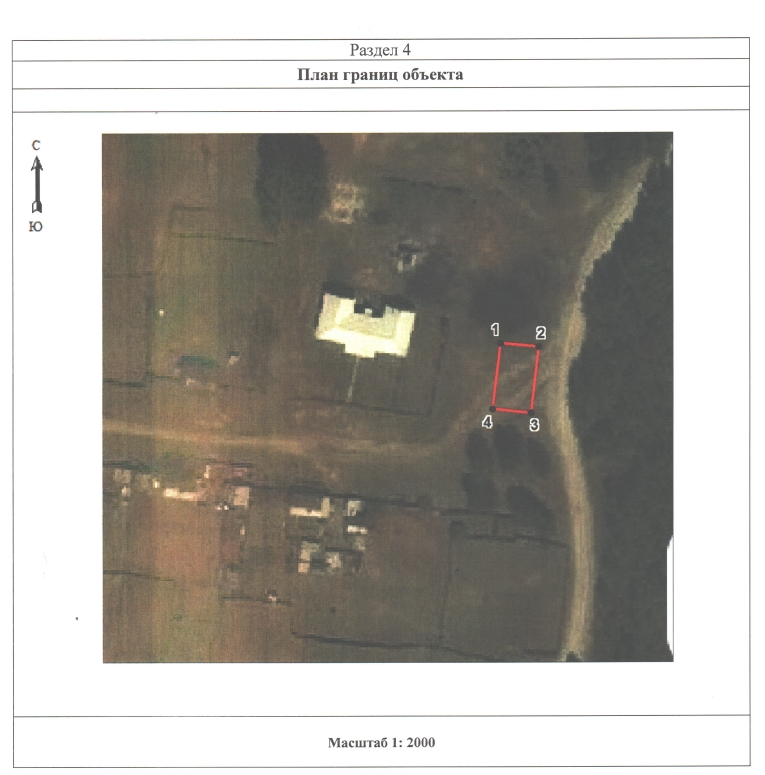 Раздел 4
План границ объекта
С
Ю
1 2
4 3
Масштаб 1: 2000